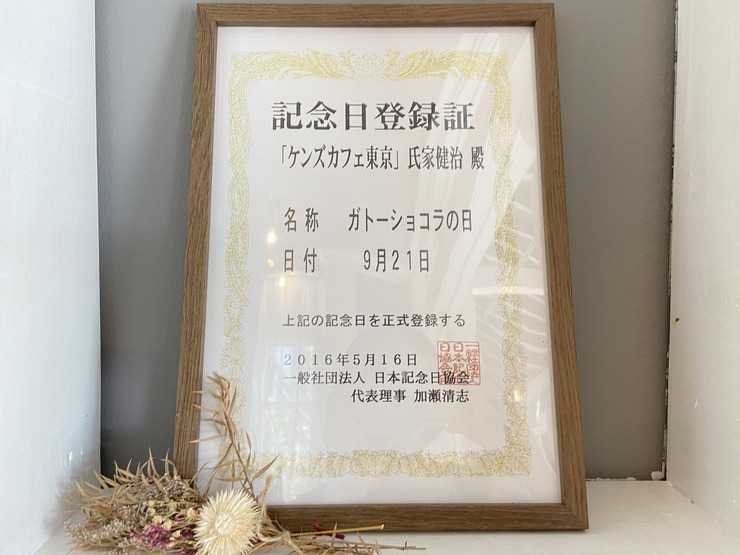 記念日登録証
「ケンズカフェ東京」氏家健治 殿
名称 ガトーショコラの日
日付 9月21日
上記の記念日を正式登録する
2016年5月16日
一般社団法人 日本記念日協会
代表理事 加瀬清志